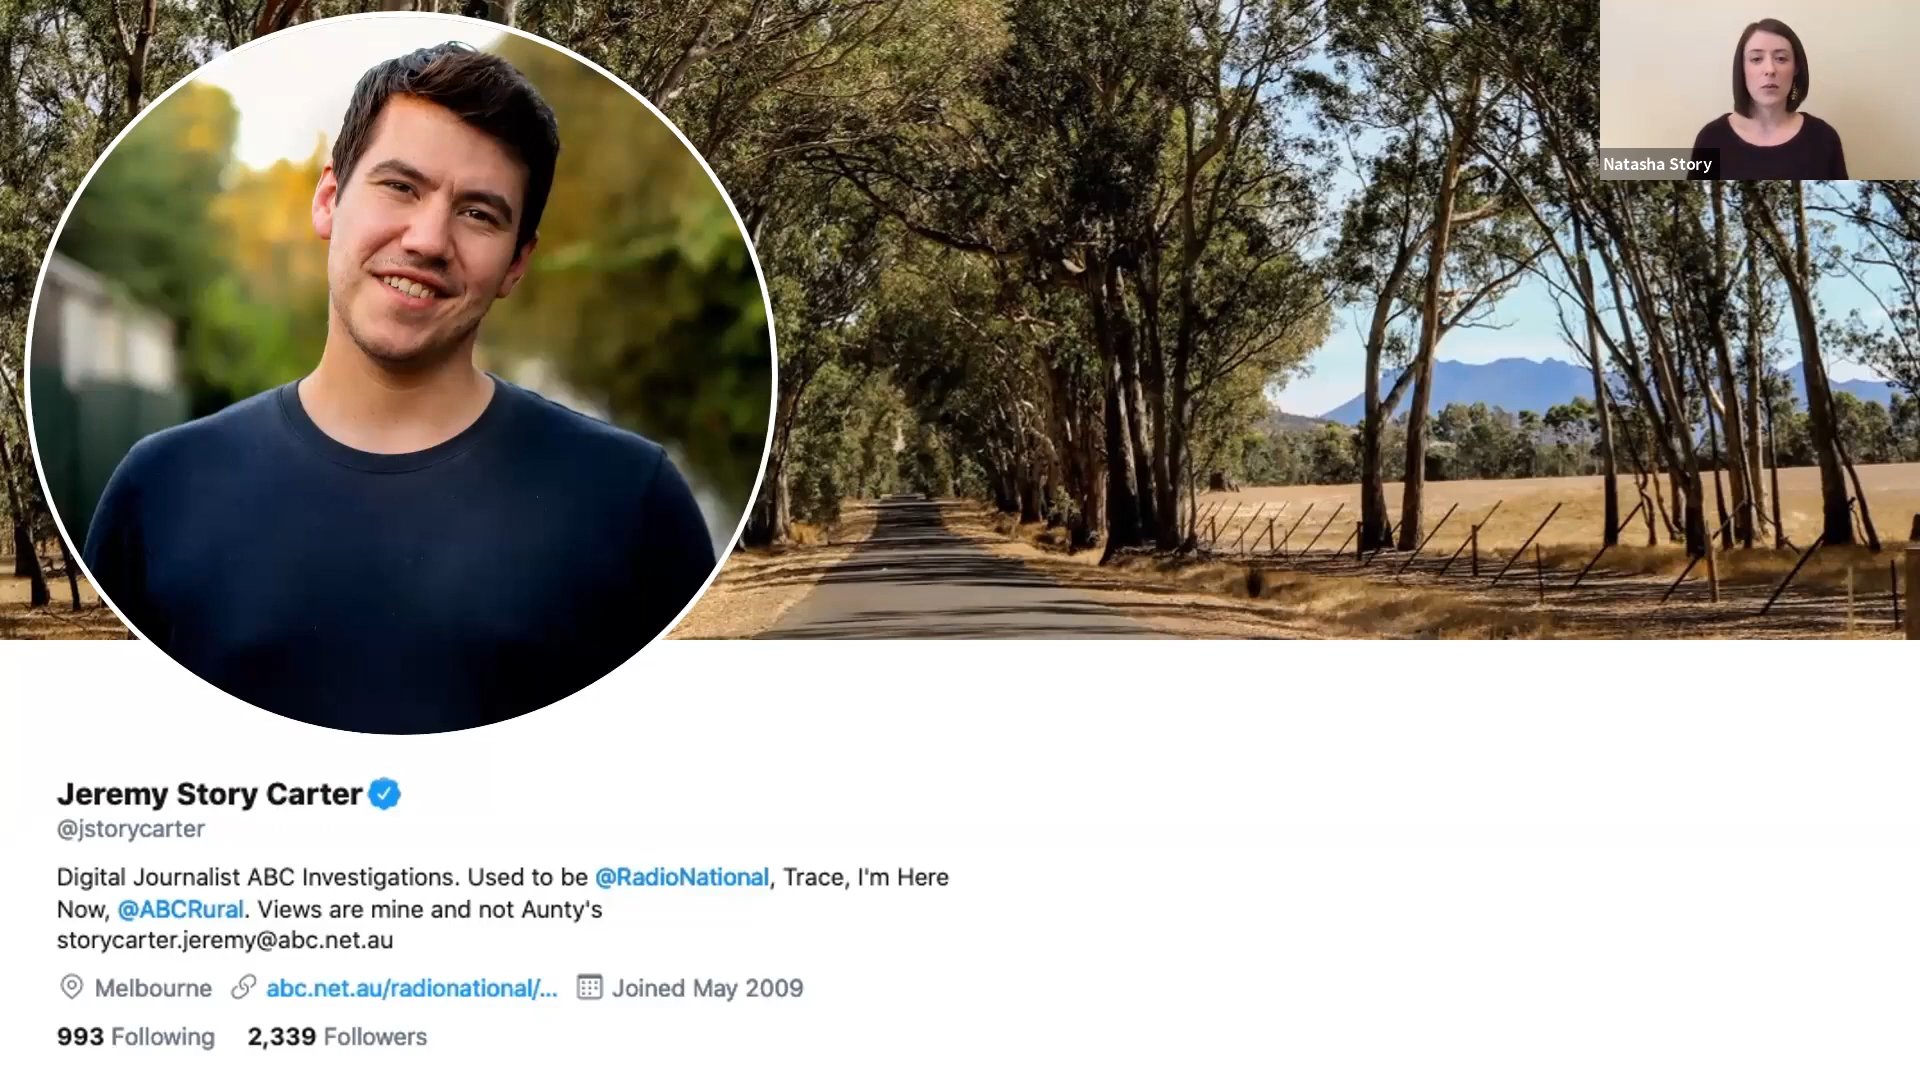 Natasha Story
Jeremy Story Carter
@jstorycarter
Digital Journalist ABC Investigations. Used to be @RadioNational, Trace, I'm Here
Now, @ABCRural. Views are mine and not Aunty's
storycarter.jeremy@abc.net.au
Melbourne abc.net.au/radionational/... Joined May 2009
993 Following 2,339 Followers